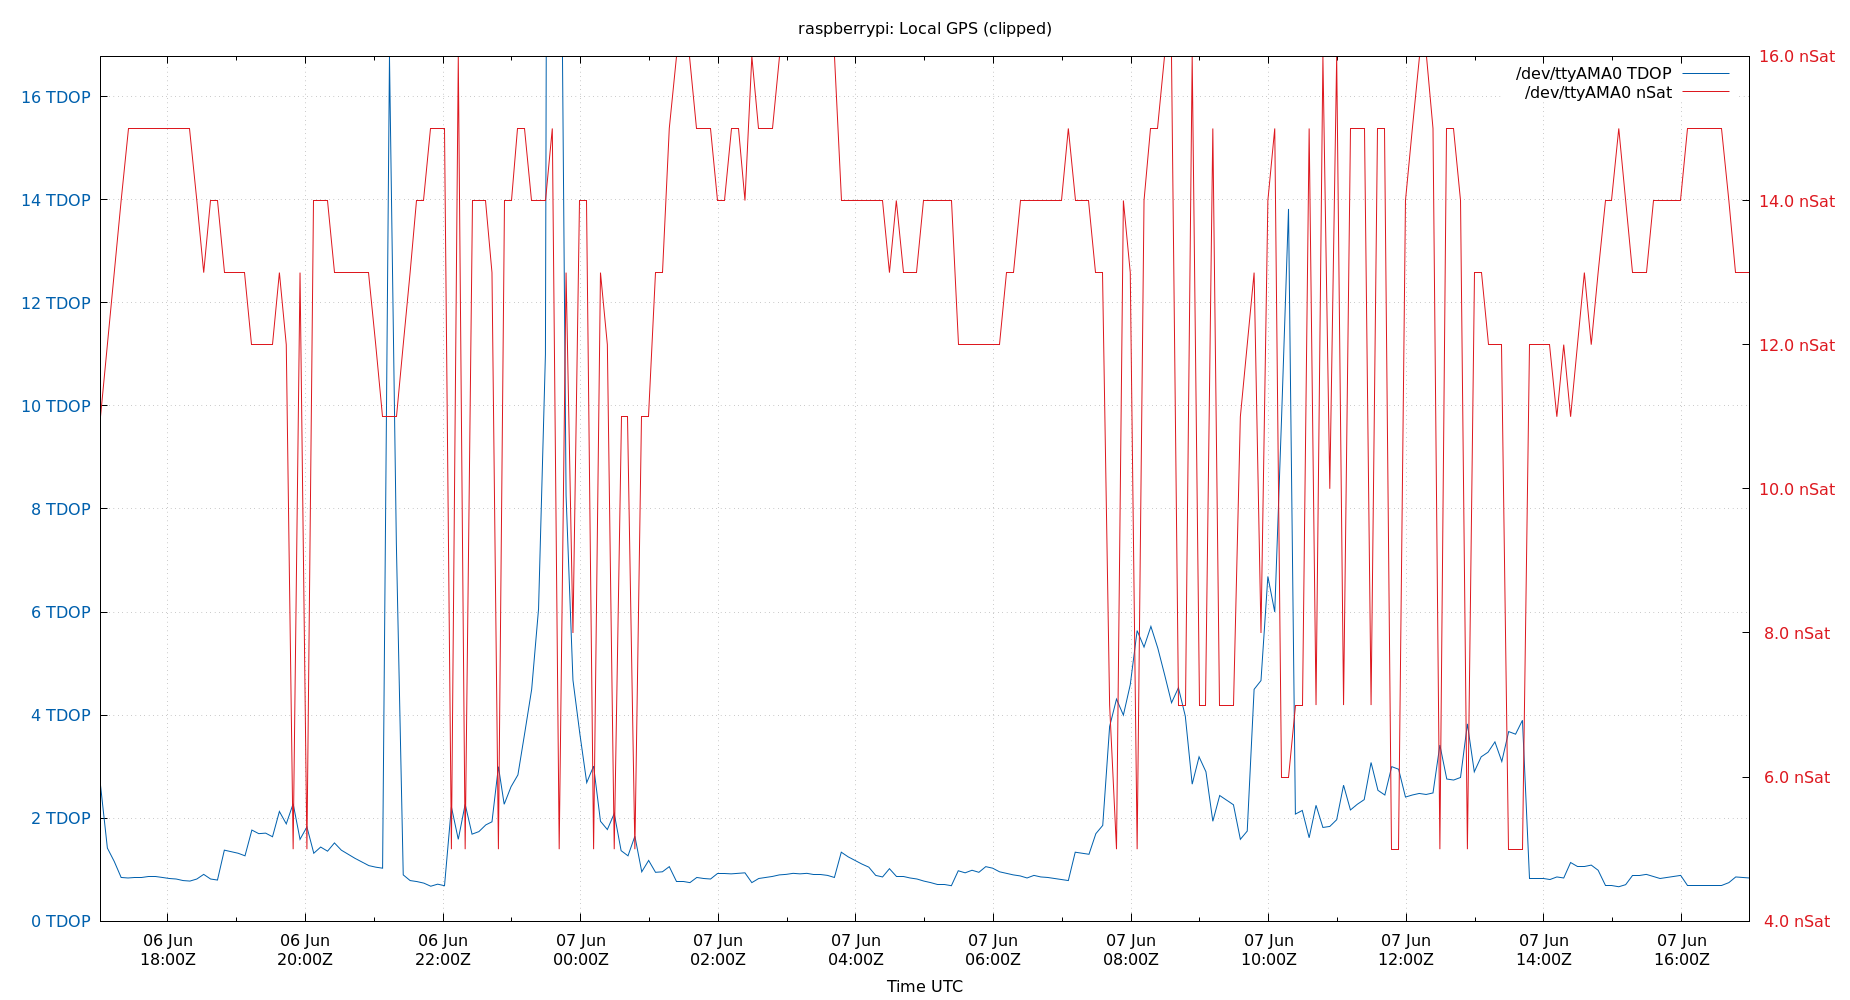 raspberrypi: Local GPS (clipped)
/dev/ttyAMA0 TDOP
/dev/ttyAMA0 nSat
16 TDOP
14 TDOP
12 TDOP
10 TDOP
8 TDOP
6 TDOP
4 TDOP
2 TDOP
0 TDOP
16.0 nSat
14.0 nSat
12.0 nSat
10.0 nSat
8.0 nSat
6.0 nSat
4.0 nSat
06 Jun
18:00Z
06 Jun
20:00Z
06 Jun
22:00Z
07 Jun
00:00Z
07 Jun
02:00Z
07 Jun
04:00Z
07 Jun
06:00Z
07 Jun
08:00Z
07 Jun
10:00Z
07 Jun
12:00Z
07 Jun
14:00Z
07 Jun
16:00Z
Time UTC